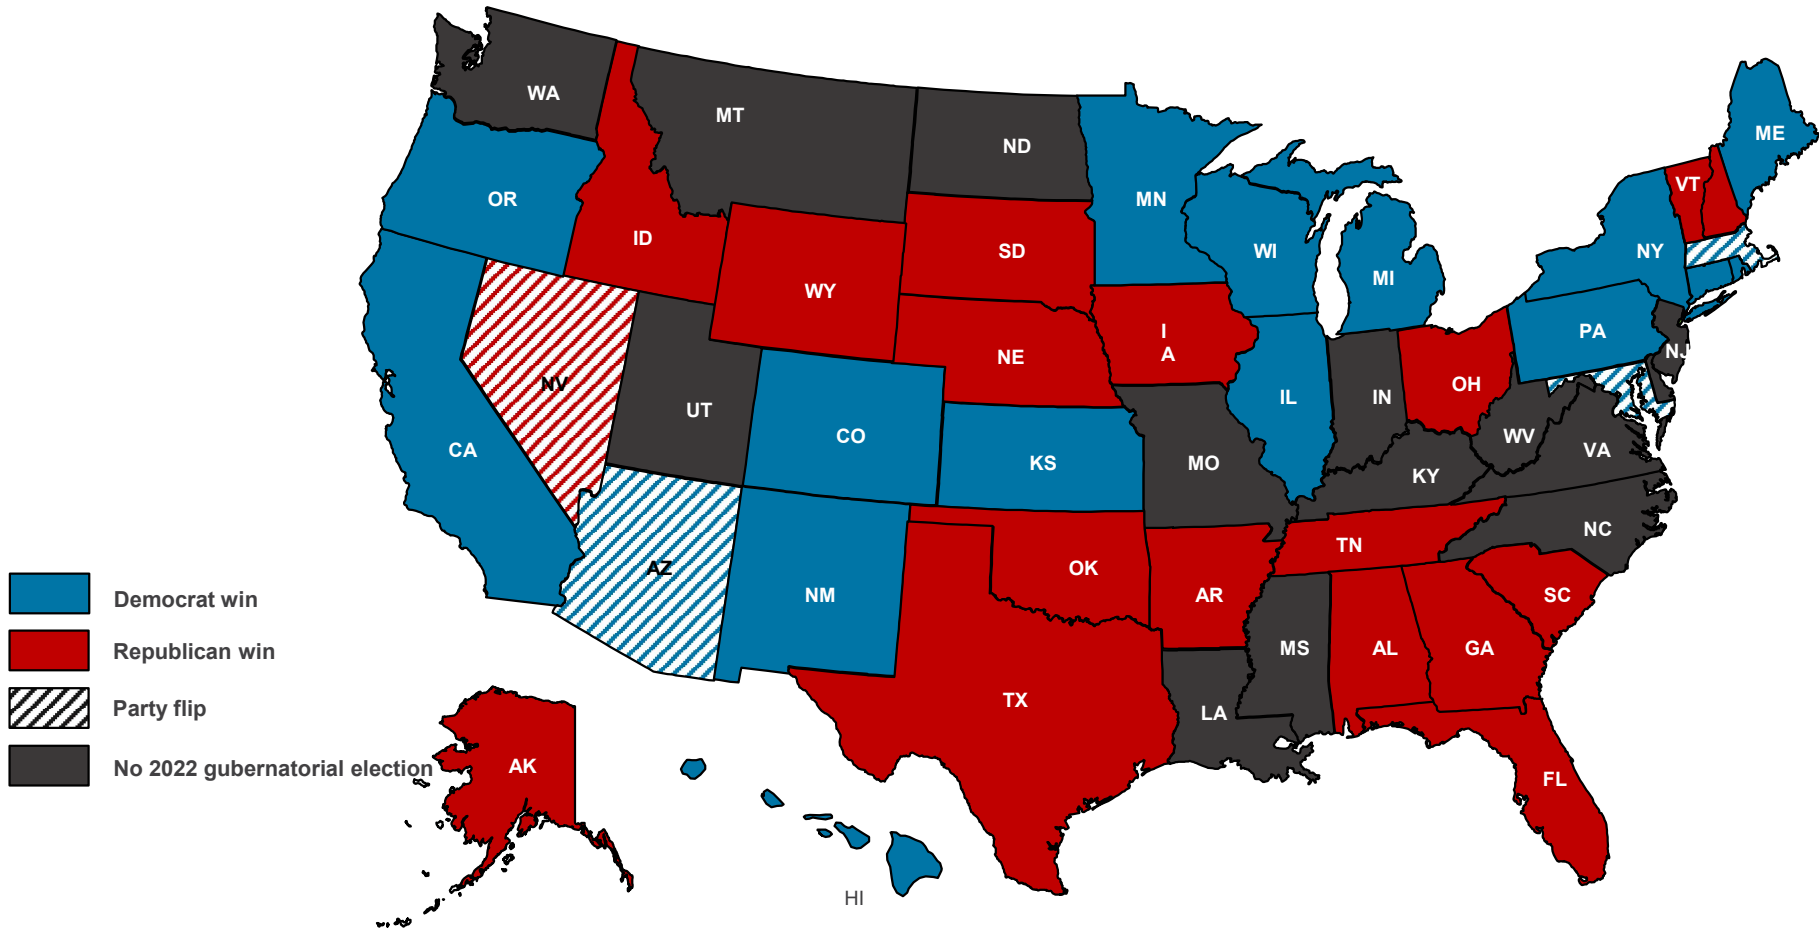 WA
MT
ND
ME
OR
MN
VT
ID
SD
WI
NY
WY
MI
I
A
PA
NE
NJ
NV
OH
UT
IL
IN
CO
WV
CA
KS
MO
VA
KY
NC
TN
AZ
OK
NM
AR
SC
MS
AL
GA
TX
LA
AK
FL
HI
Democrat win
Republican win
Party flip
No 2022 gubernatorial election